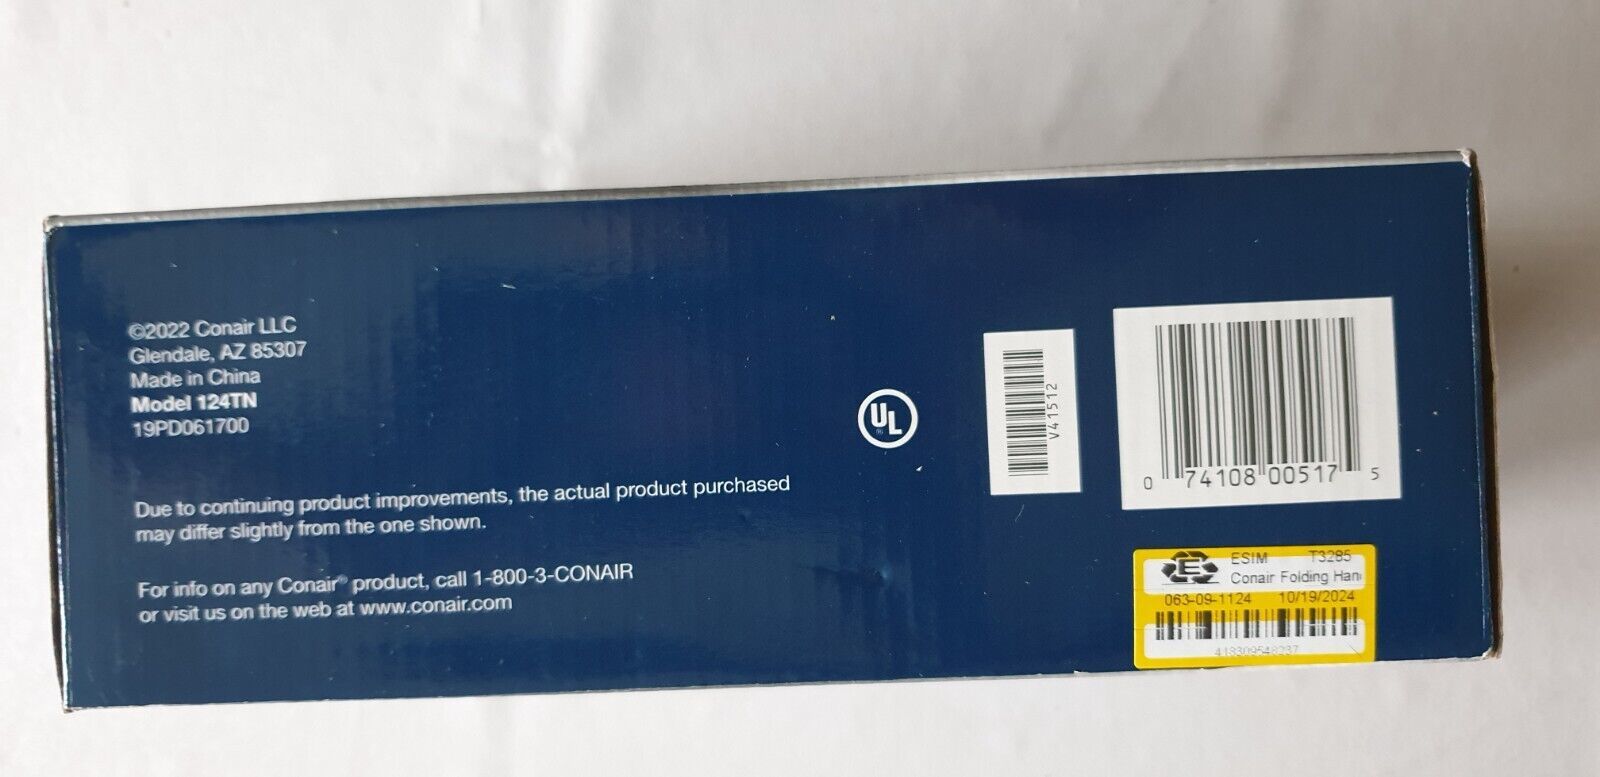 ©2022 Conair LLC
Glendale, AZ 85307
Made in China
Model 124TN
19PD061700
Due to continuing product improvements, the actual product purchased
may differ slightly from the one shown.
For info on any Conair® product, call 1-800-3-CONAIR
or visit us on the web at www.conair.com
UL
®
V41512
0 74108 00517 5
E
ESIM T3285
Conair Folding Han
063-09-1124 10/19/2024